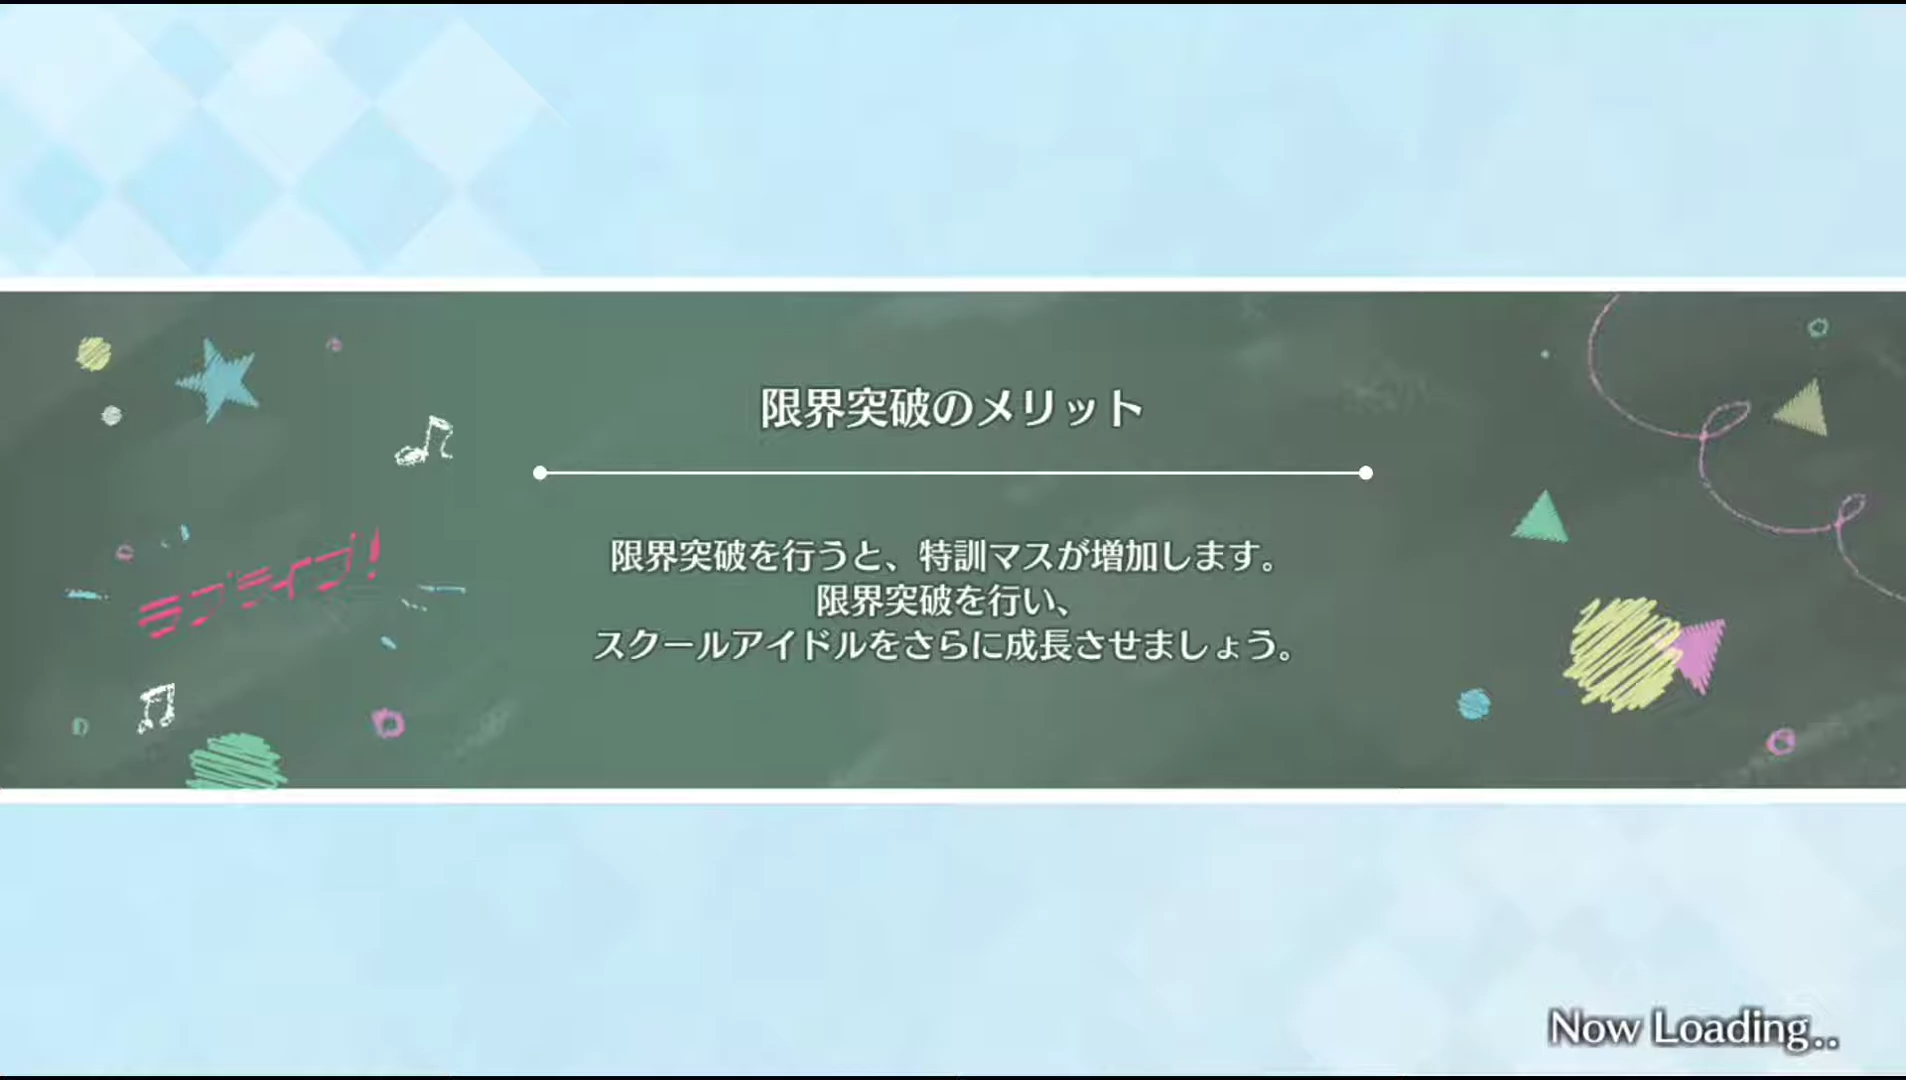 限界突破のメリット
限界突破を行うと、特訓マスが増加します。
限界突破を行い、
スクールアイドルをさらに成長させましょう。
ラブライブ!
Now Loading..